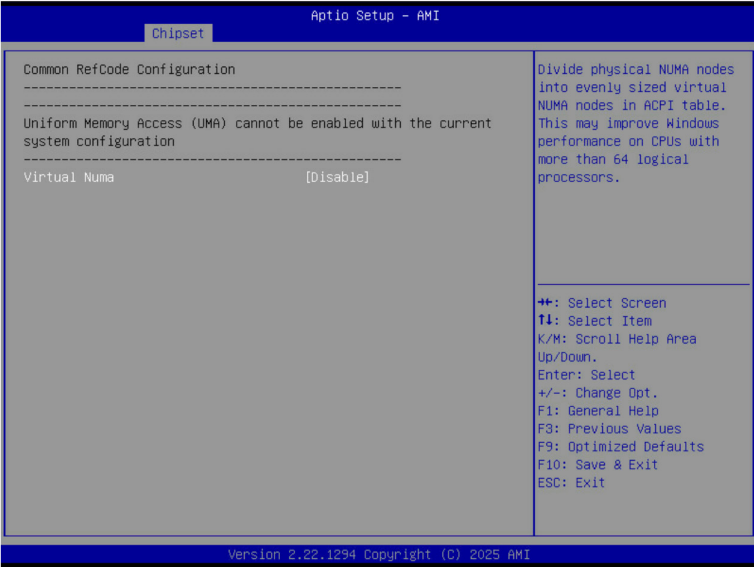 Aptio Setup – AMI
Chipset
Common RefCode Configuration
--------------------------------------------------
--------------------------------------------------
Uniform Memory Access (UMA) cannot be enabled with the current
system configuration
--------------------------------------------------
Virtual Numa [Disable]
Divide physical NUMA nodes
into evenly sized virtual
NUMA nodes in ACPI table.
This may improve Windows
performance on CPUs with
more than 64 logical
processors.
→←: Select Screen
↑↓: Select Item
K/M: Scroll Help Area
Up/Down.
Enter: Select
+/-: Change Opt.
F1: General Help
F3: Previous Values
F9: Optimized Defaults
F10: Save & Exit
ESC: Exit
Version 2.22.1294 Copyright (C) 2025 AMI